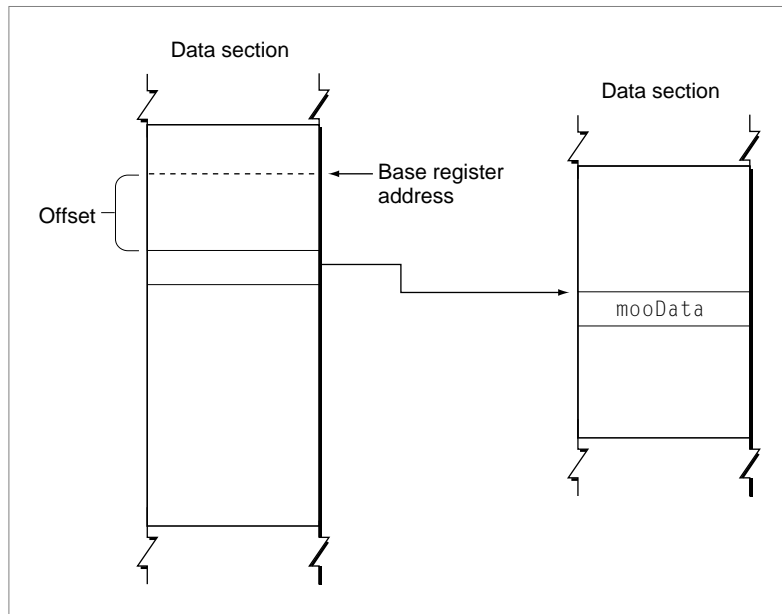 Data section
Data section
Base register
address
Offset
mooData